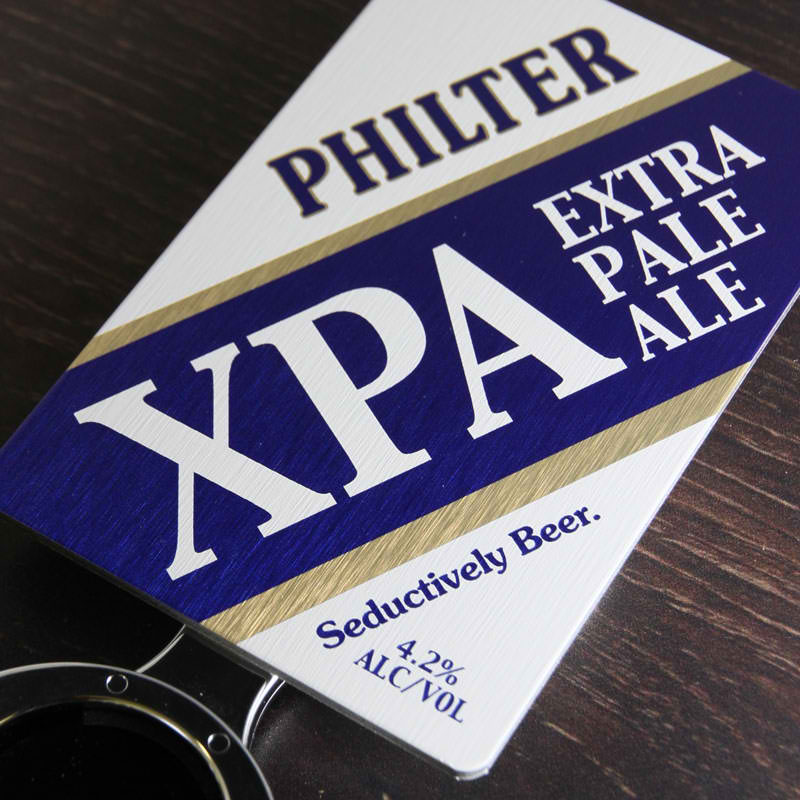 PHILTER
XPA
EXTRA
PALE
ALE
Seductively Beer.
4.2%
ALC/VOL